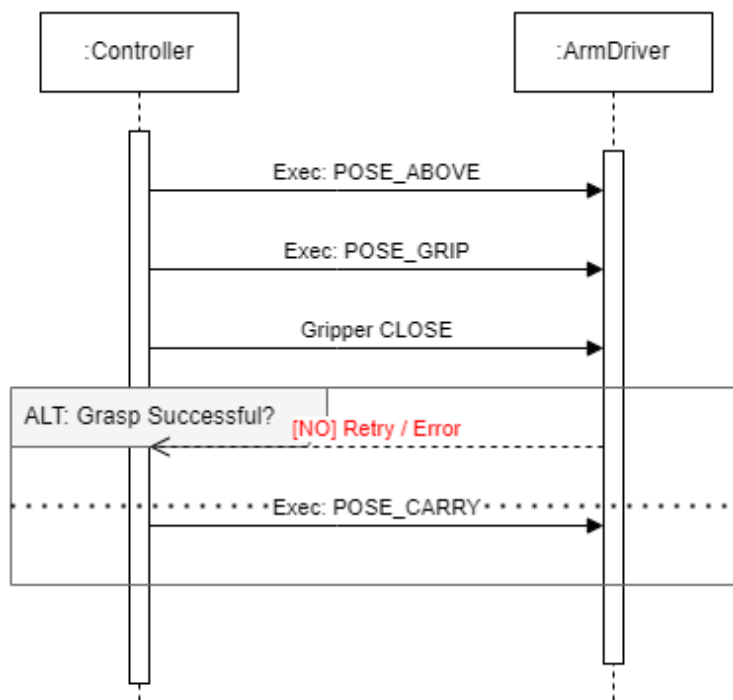 :Controller
:ArmDriver
Exec: POSE_ABOVE
Exec: POSE_GRIP
Gripper CLOSE
ALT: Grasp Successful?
[NO] Retry / Error
Exec: POSE_CARRY